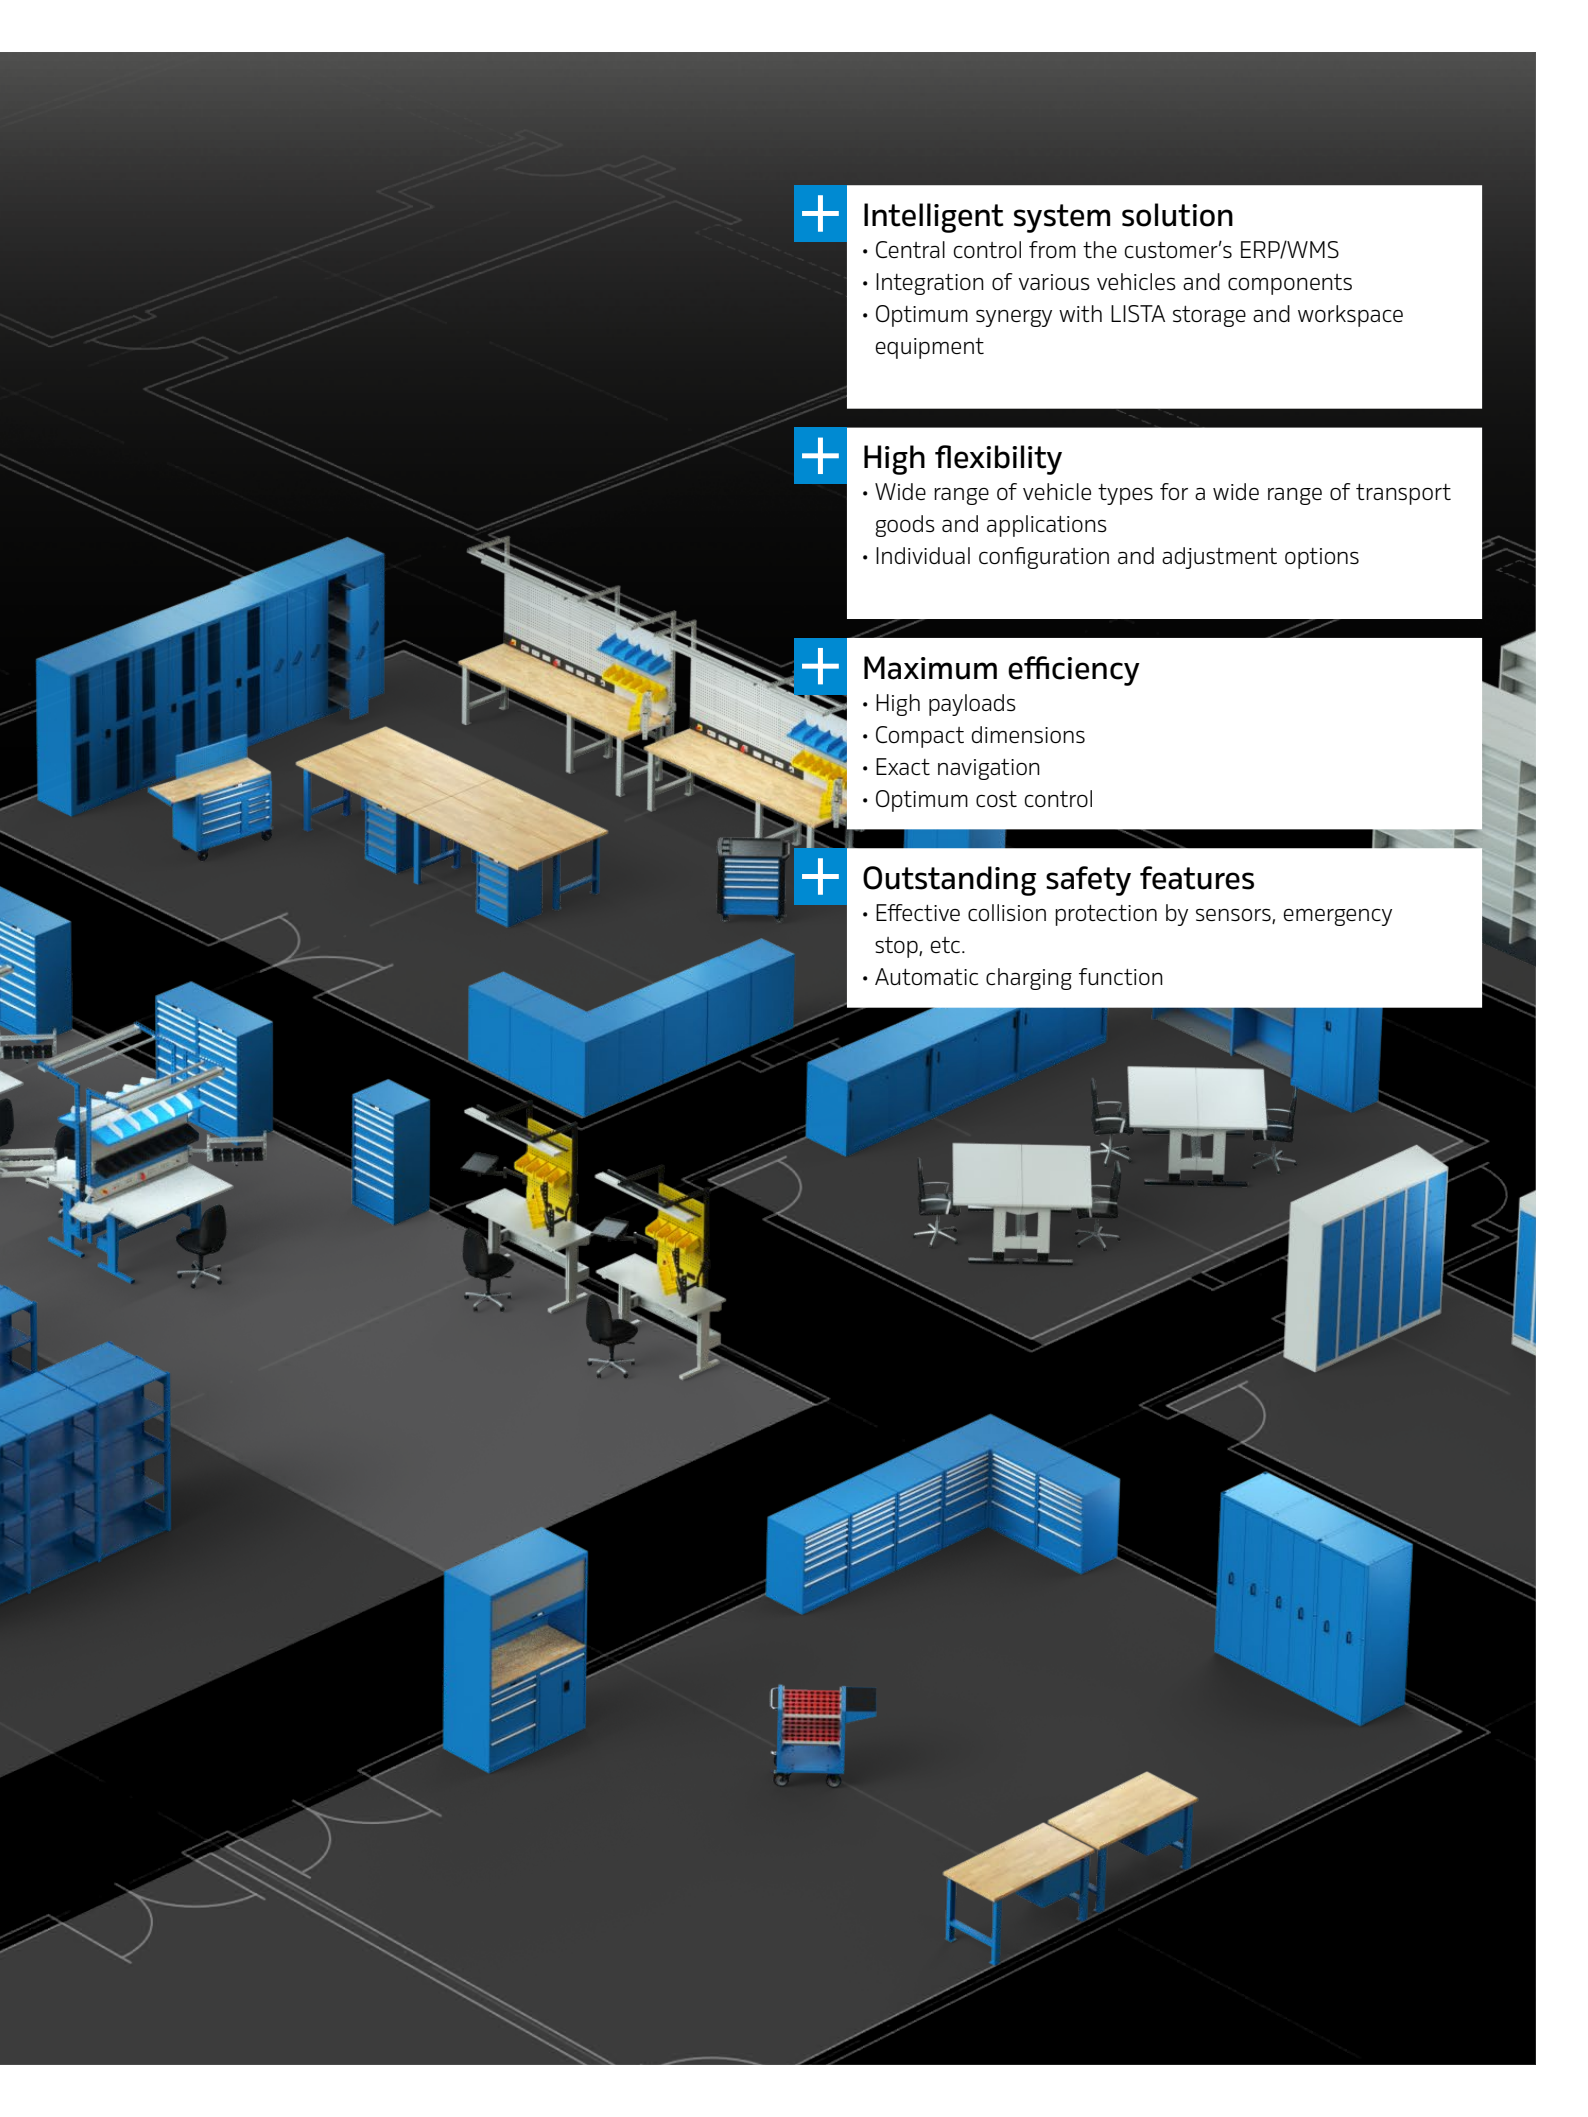 Intelligent system solution
• Central control from the customer's ERP/WMS
• Integration of various vehicles and components
• Optimum synergy with LISTA storage and workspace
equipment
High flexibility
• Wide range of vehicle types for a wide range of transport
goods and applications
• Individual configuration and adjustment options
Maximum efficiency
• High payloads
• Compact dimensions
• Exact navigation
• Optimum cost control
Outstanding safety features
• Effective collision protection by sensors, emergency
stop, etc.
• Automatic charging function